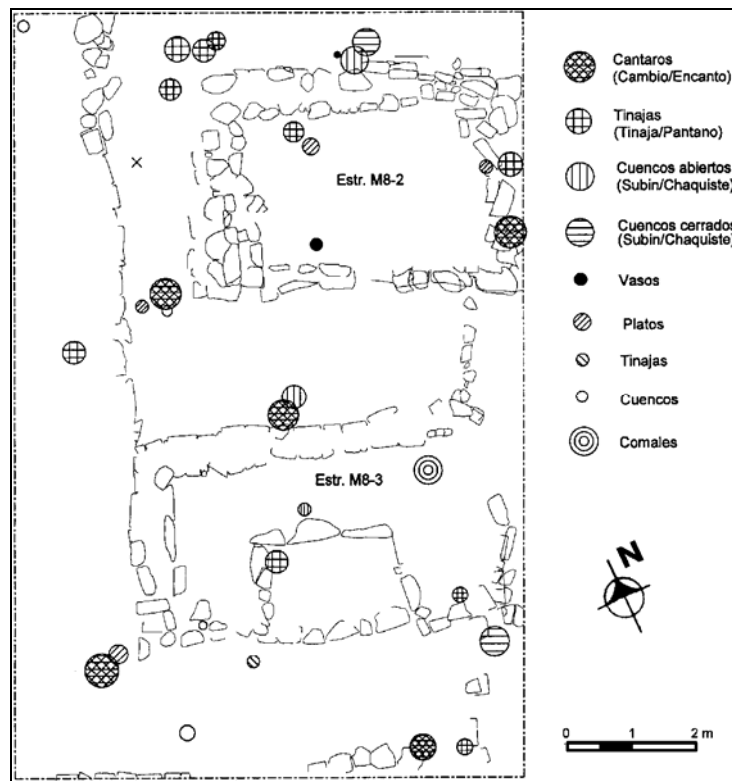 Estr. M8-2
Estr. M8-3
Cantaros
(Cambio/Encanto)
Tinajas
(Tinaja/Pantano)
Cuencos abiertos
(Subin/Chaquiste)
Cuencos cerrados
(Subin/Chaquiste)
Vasos
Platos
Tinajas
Cuencos
Comales
N
0 1 2 m